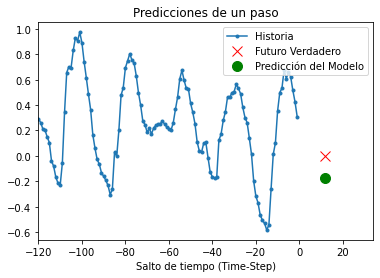 Predicciones de un paso
Historia
Futuro Verdadero
Predicción del Modelo
1.0
0.8
0.6
0.4
0.2
0.0
−0.2
−0.4
−0.6
−120 −100 −80 −60 −40 −20 0 20
Salto de tiempo (Time-Step)